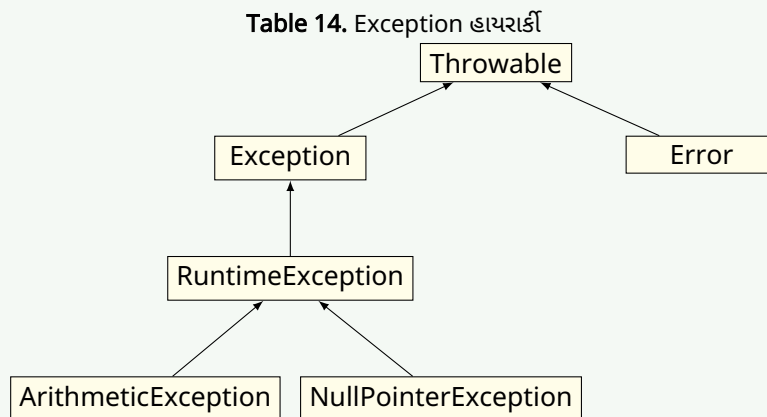 Table 14. Exception હાયરાર્કી
Throwable
Exception
Error
RuntimeException
ArithmeticException
NullPointerException